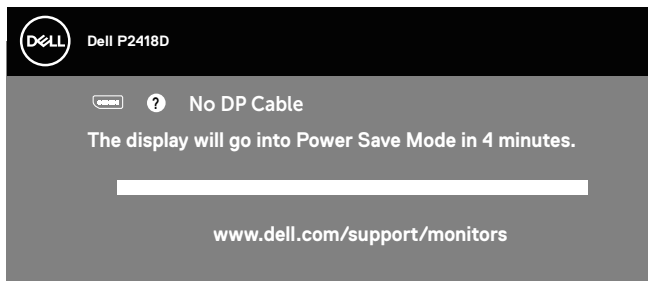 DELL
Dell P2418D
? No DP Cable
The display will go into Power Save Mode in 4 minutes.
www.dell.com/support/monitors